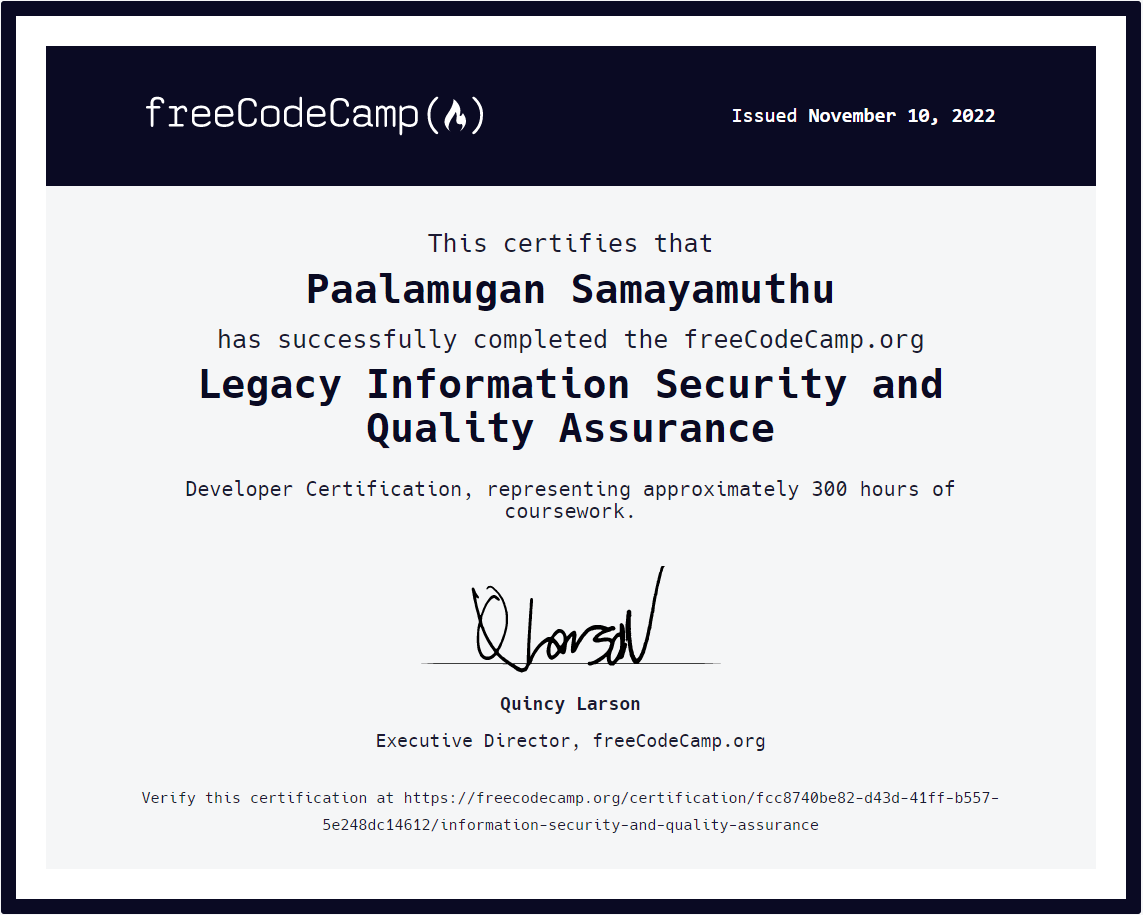 freeCodeCamp(🔥)
Issued November 10, 2022
This certifies that
Paalamugan Samayamuthu
has successfully completed the freeCodeCamp.org
Legacy Information Security and
Quality Assurance
Developer Certification, representing approximately 300 hours of
coursework.
Q Larson
Quincy Larson
Executive Director, freeCodeCamp.org
Verify this certification at https://freecodecamp.org/certification/fcc8740be82-d43d-41ff-b557-
5e248dc14612/information-security-and-quality-assurance